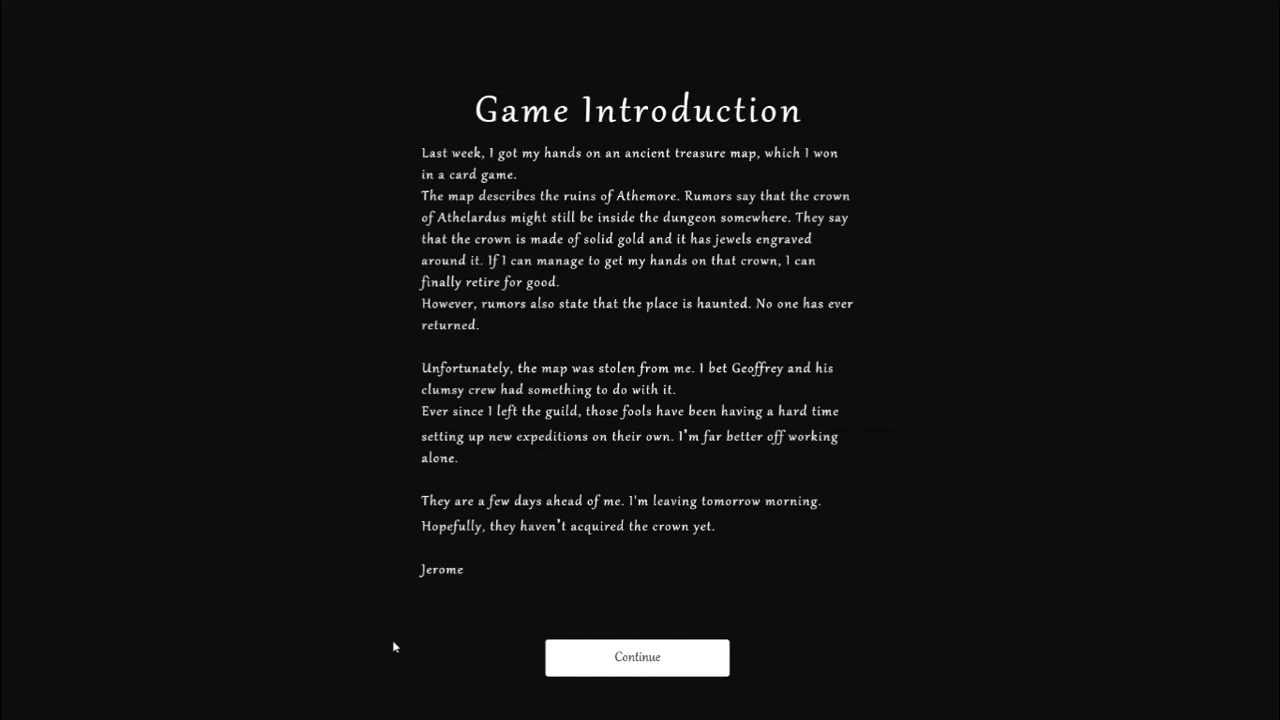 Game Introduction
Last week, I got my hands on an ancient treasure map, which I won
in a card game.
The map describes the ruins of Athemore. Rumors say that the crown
of Athelardus might still be inside the dungeon somewhere. They say
that the crown is made of solid gold and it has jewels engraved
around it. If I can manage to get my hands on that crown, I can
finally retire for good.
However, rumors also state that the place is haunted. No one has ever
returned.
Unfortunately, the map was stolen from me. I bet Geoffrey and his
clumsy crew had something to do with it.
Ever since I left the guild, those fools have been having a hard time
setting up new expeditions on their own. I’m far better off working
alone.
They are a few days ahead of me. I'm leaving tomorrow morning.
Hopefully, they haven’t acquired the crown yet.
Jerome
Continue